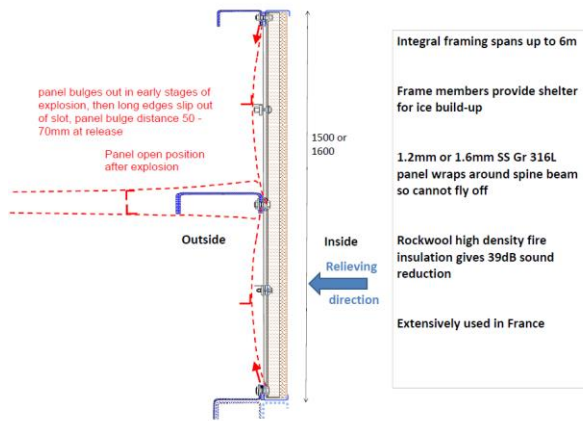 panel bulges out in early stages of
explosion, then long edges slip out
of slot, panel bulge distance 50 -
70mm at release
Panel open position
after explosion
Outside
Inside
Relieving
direction
1500 or
1600
Integral framing spans up to 6m
Frame members provide shelter
for ice build-up
1.2mm or 1.6mm SS Gr 316L
panel wraps around spine beam
so cannot fly off
Rockwool high density fire
insulation gives 39dB sound
reduction
Extensively used in France